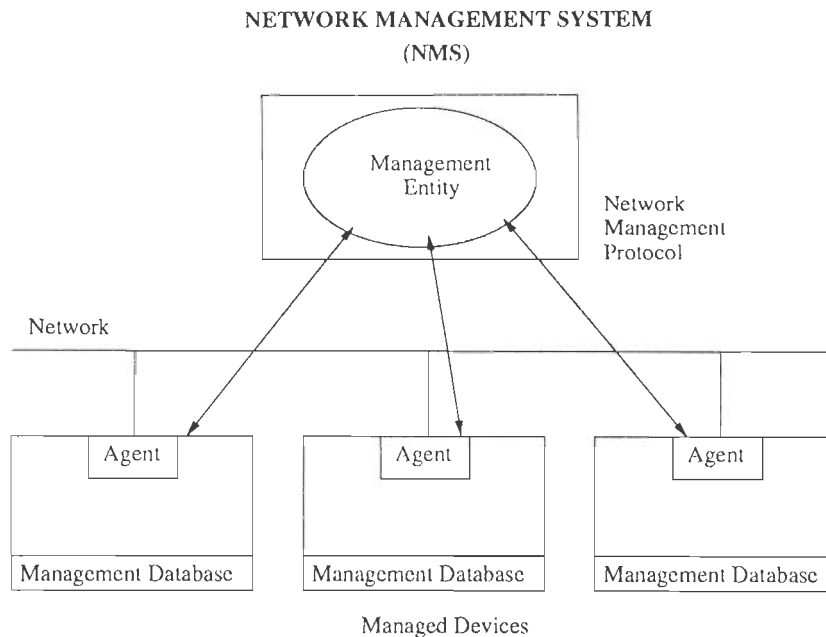 NETWORK MANAGEMENT SYSTEM
(NMS)
Management
Entity
Network
Management
Protocol
Network
Agent
Agent
Agent
Management Database
Management Database
Management Database
Managed Devices